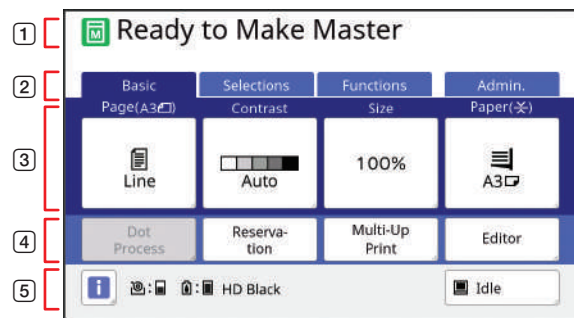 1
M Ready to Make Master
2
Basic Selections Functions Admin.
Page(A3) Contrast Size Paper( )
3
Line Auto 100% A3
4
Dot Process Reserva-tion Multi-Up Print Editor
5
i : : HD Black Idle